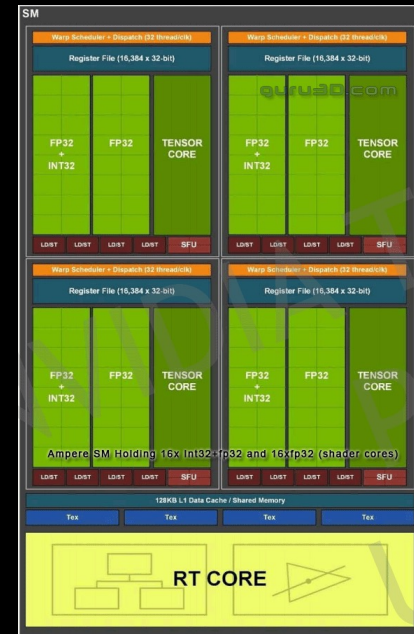 SM
Warp Scheduler + Dispatch (32 thread/clk)
Register File (16,384 x 32-bit)
FP32
+
INT32
FP32
TENSOR
CORE
LD/ST LD/ST LD/ST LD/ST SFU
Warp Scheduler + Dispatch (32 thread/clk)
Register File (16,384 x 32-bit)
guru3D.com
FP32
+
INT32
FP32
TENSOR
CORE
LD/ST LD/ST LD/ST LD/ST SFU
Warp Scheduler + Dispatch (32 thread/clk)
Register File (16,384 x 32-bit)
FP32
+
INT32
FP32
TENSOR
CORE
LD/ST LD/ST LD/ST LD/ST SFU
Warp Scheduler + Dispatch (32 thread/clk)
Register File (16,384 x 32-bit)
FP32
+
INT32
FP32
TENSOR
CORE
LD/ST LD/ST LD/ST LD/ST SFU
Ampere SM Holding 16x Int32+fp32 and 16xfp32 (shader cores)
128KB L1 Data Cache / Shared Memory
Tex Tex Tex Tex
RT CORE